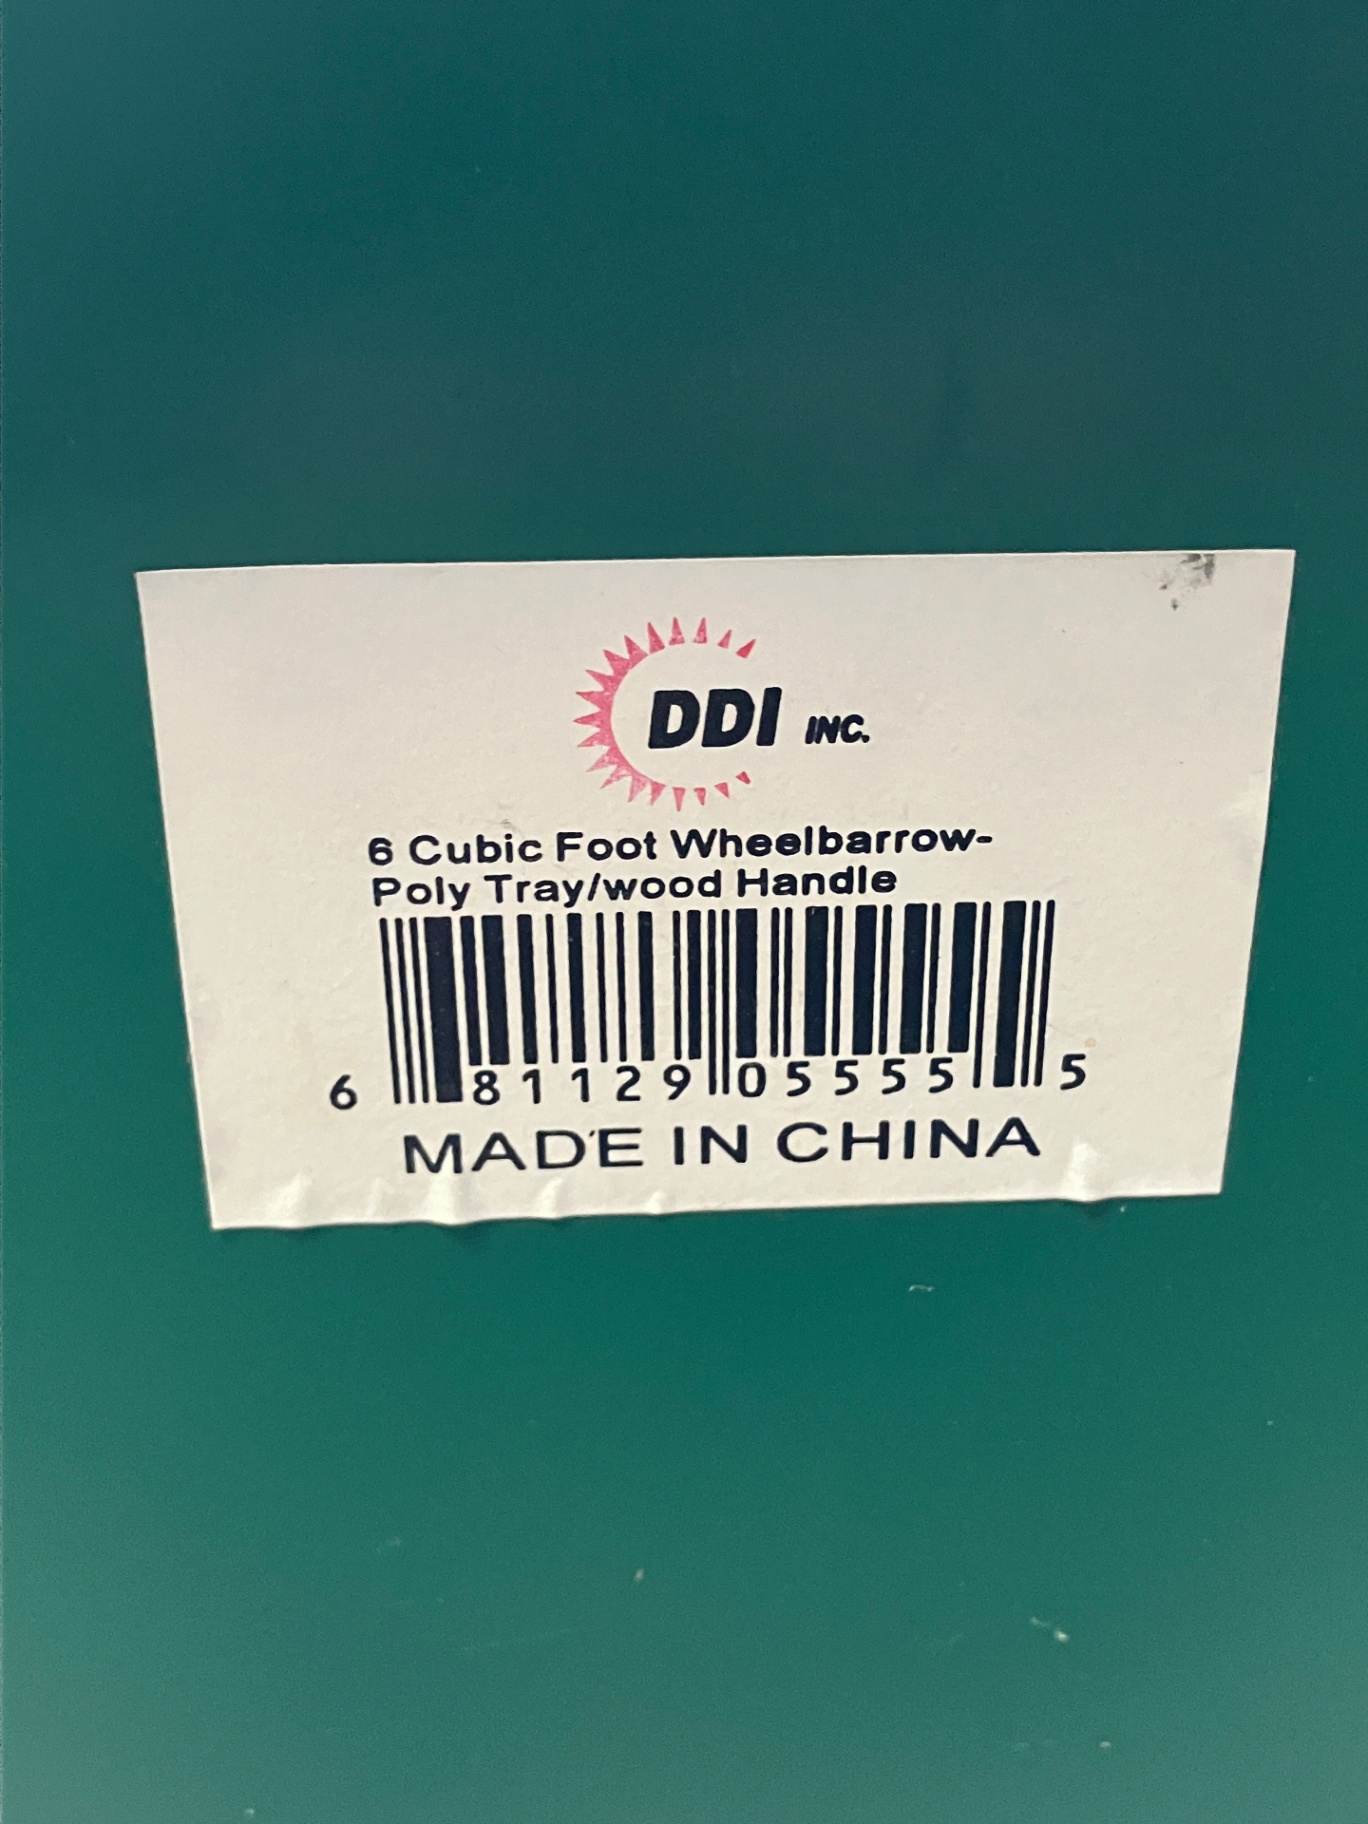 DDI INC.
6 Cubic Foot Wheelbarrow-
Poly Tray/wood Handle
6 81129 05555 5
MADE IN CHINA